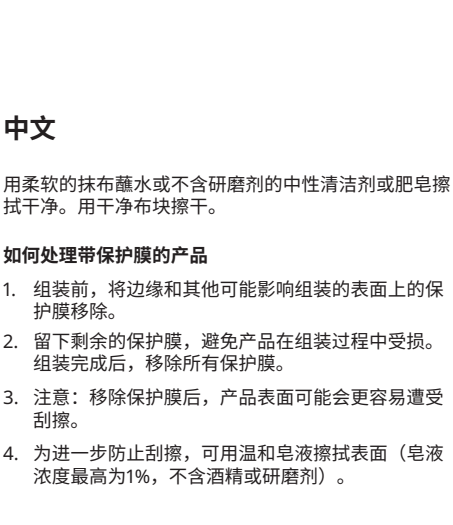 中文
用柔软的抹布蘸水或不含研磨剂的中性清洁剂或肥皂擦
拭干净。用干净布块擦干。
如何处理带保护膜的产品
1. 组装前，将边缘和其他可能影响组装的表面上的保
护膜移除。
2. 留下剩余的保护膜，避免产品在组装过程中受损。
组装完成后，移除所有保护膜。
3. 注意：移除保护膜后，产品表面可能会更容易遭受
刮擦。
4. 为进一步防止刮擦，可用温和皂液擦拭表面（皂液
浓度最高为1%，不含酒精或研磨剂）。